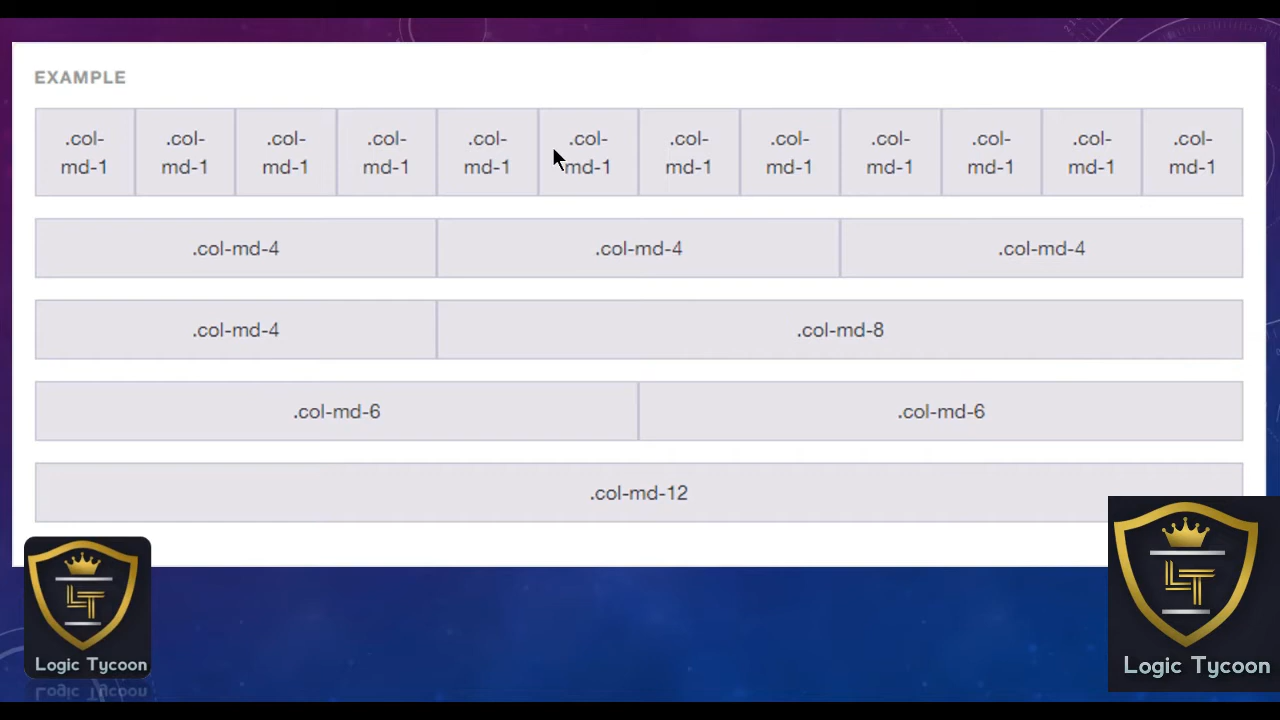 EXAMPLE
.col- .col- .col- .col- .col- .col- .col- .col- .col- .col- .col- .col-
md-1 md-1 md-1 md-1 md-1 md-1 md-1 md-1 md-1 md-1 md-1 md-1
.col-md-4 .col-md-4 .col-md-4
.col-md-4 .col-md-8
.col-md-6 .col-md-6
.col-md-12
LT
Logic Tycoon
LT
Logic Tycoon